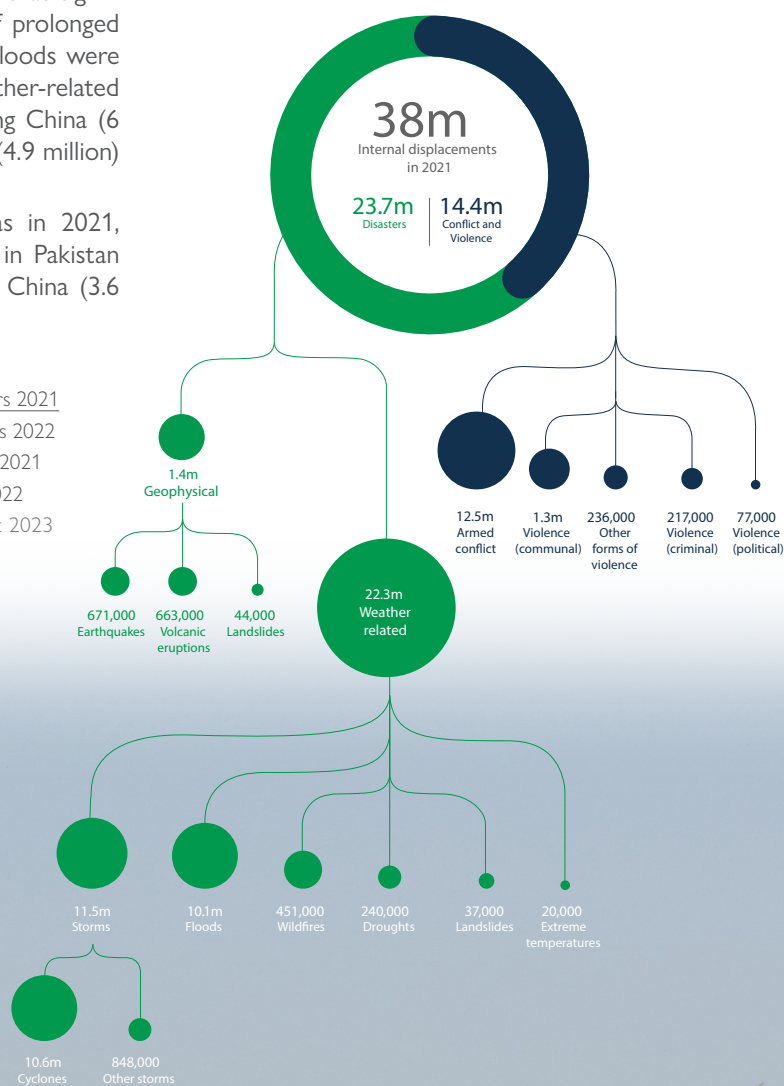 f prolonged
loods were
ther-related
ng China (6
(4.9 million)
as in 2021,
in Pakistan
China (3.6
rs 2021
s 2022
2021
022
t 2023
38m
Internal displacements
in 2021
23.7m
Disasters
14.4m
Conflict and
Violence
1.4m
Geophysical
12.5m
Armed
conflict
1.3m
Violence
(communal)
236,000
Other
forms of
violence
217,000
Violence
(criminal)
77,000
Violence
(political)
671,000
Earthquakes
663,000
Volcanic
eruptions
44,000
Landslides
22.3m
Weather
related
11.5m
Storms
10.1m
Floods
451,000
Wildfires
240,000
Droughts
37,000
Landslides
20,000
Extreme
temperatures
10.6m
Cyclones
848,000
Other storms